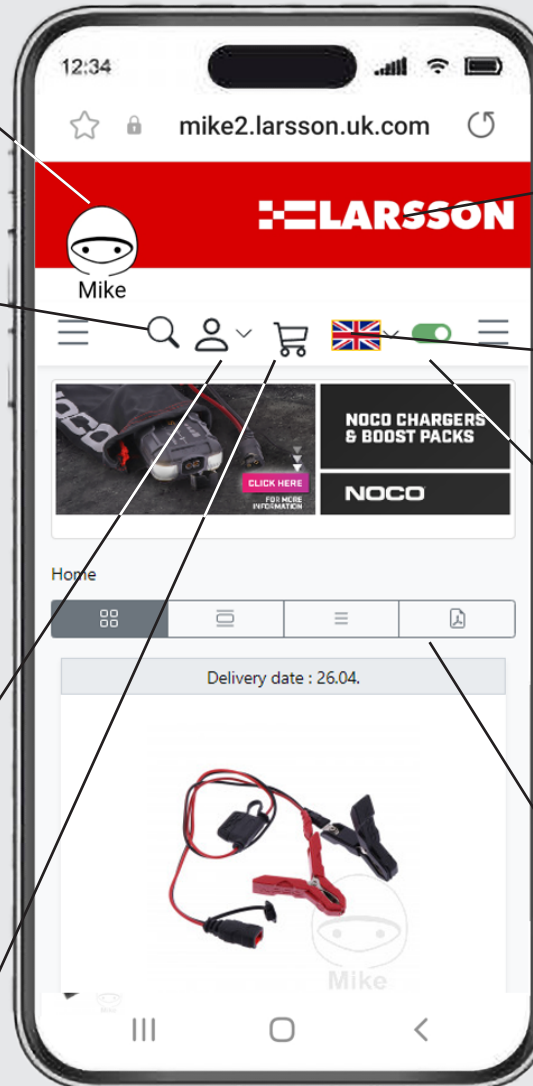 12:34
mike2.larsson.uk.com
LARSSON
Mike
NOCO
CLICK HERE
FOR MORE
INFORMATION
NOCO CHARGERS
& BOOST PACKS
NOCO
Home
Delivery date : 26.04.
Mike